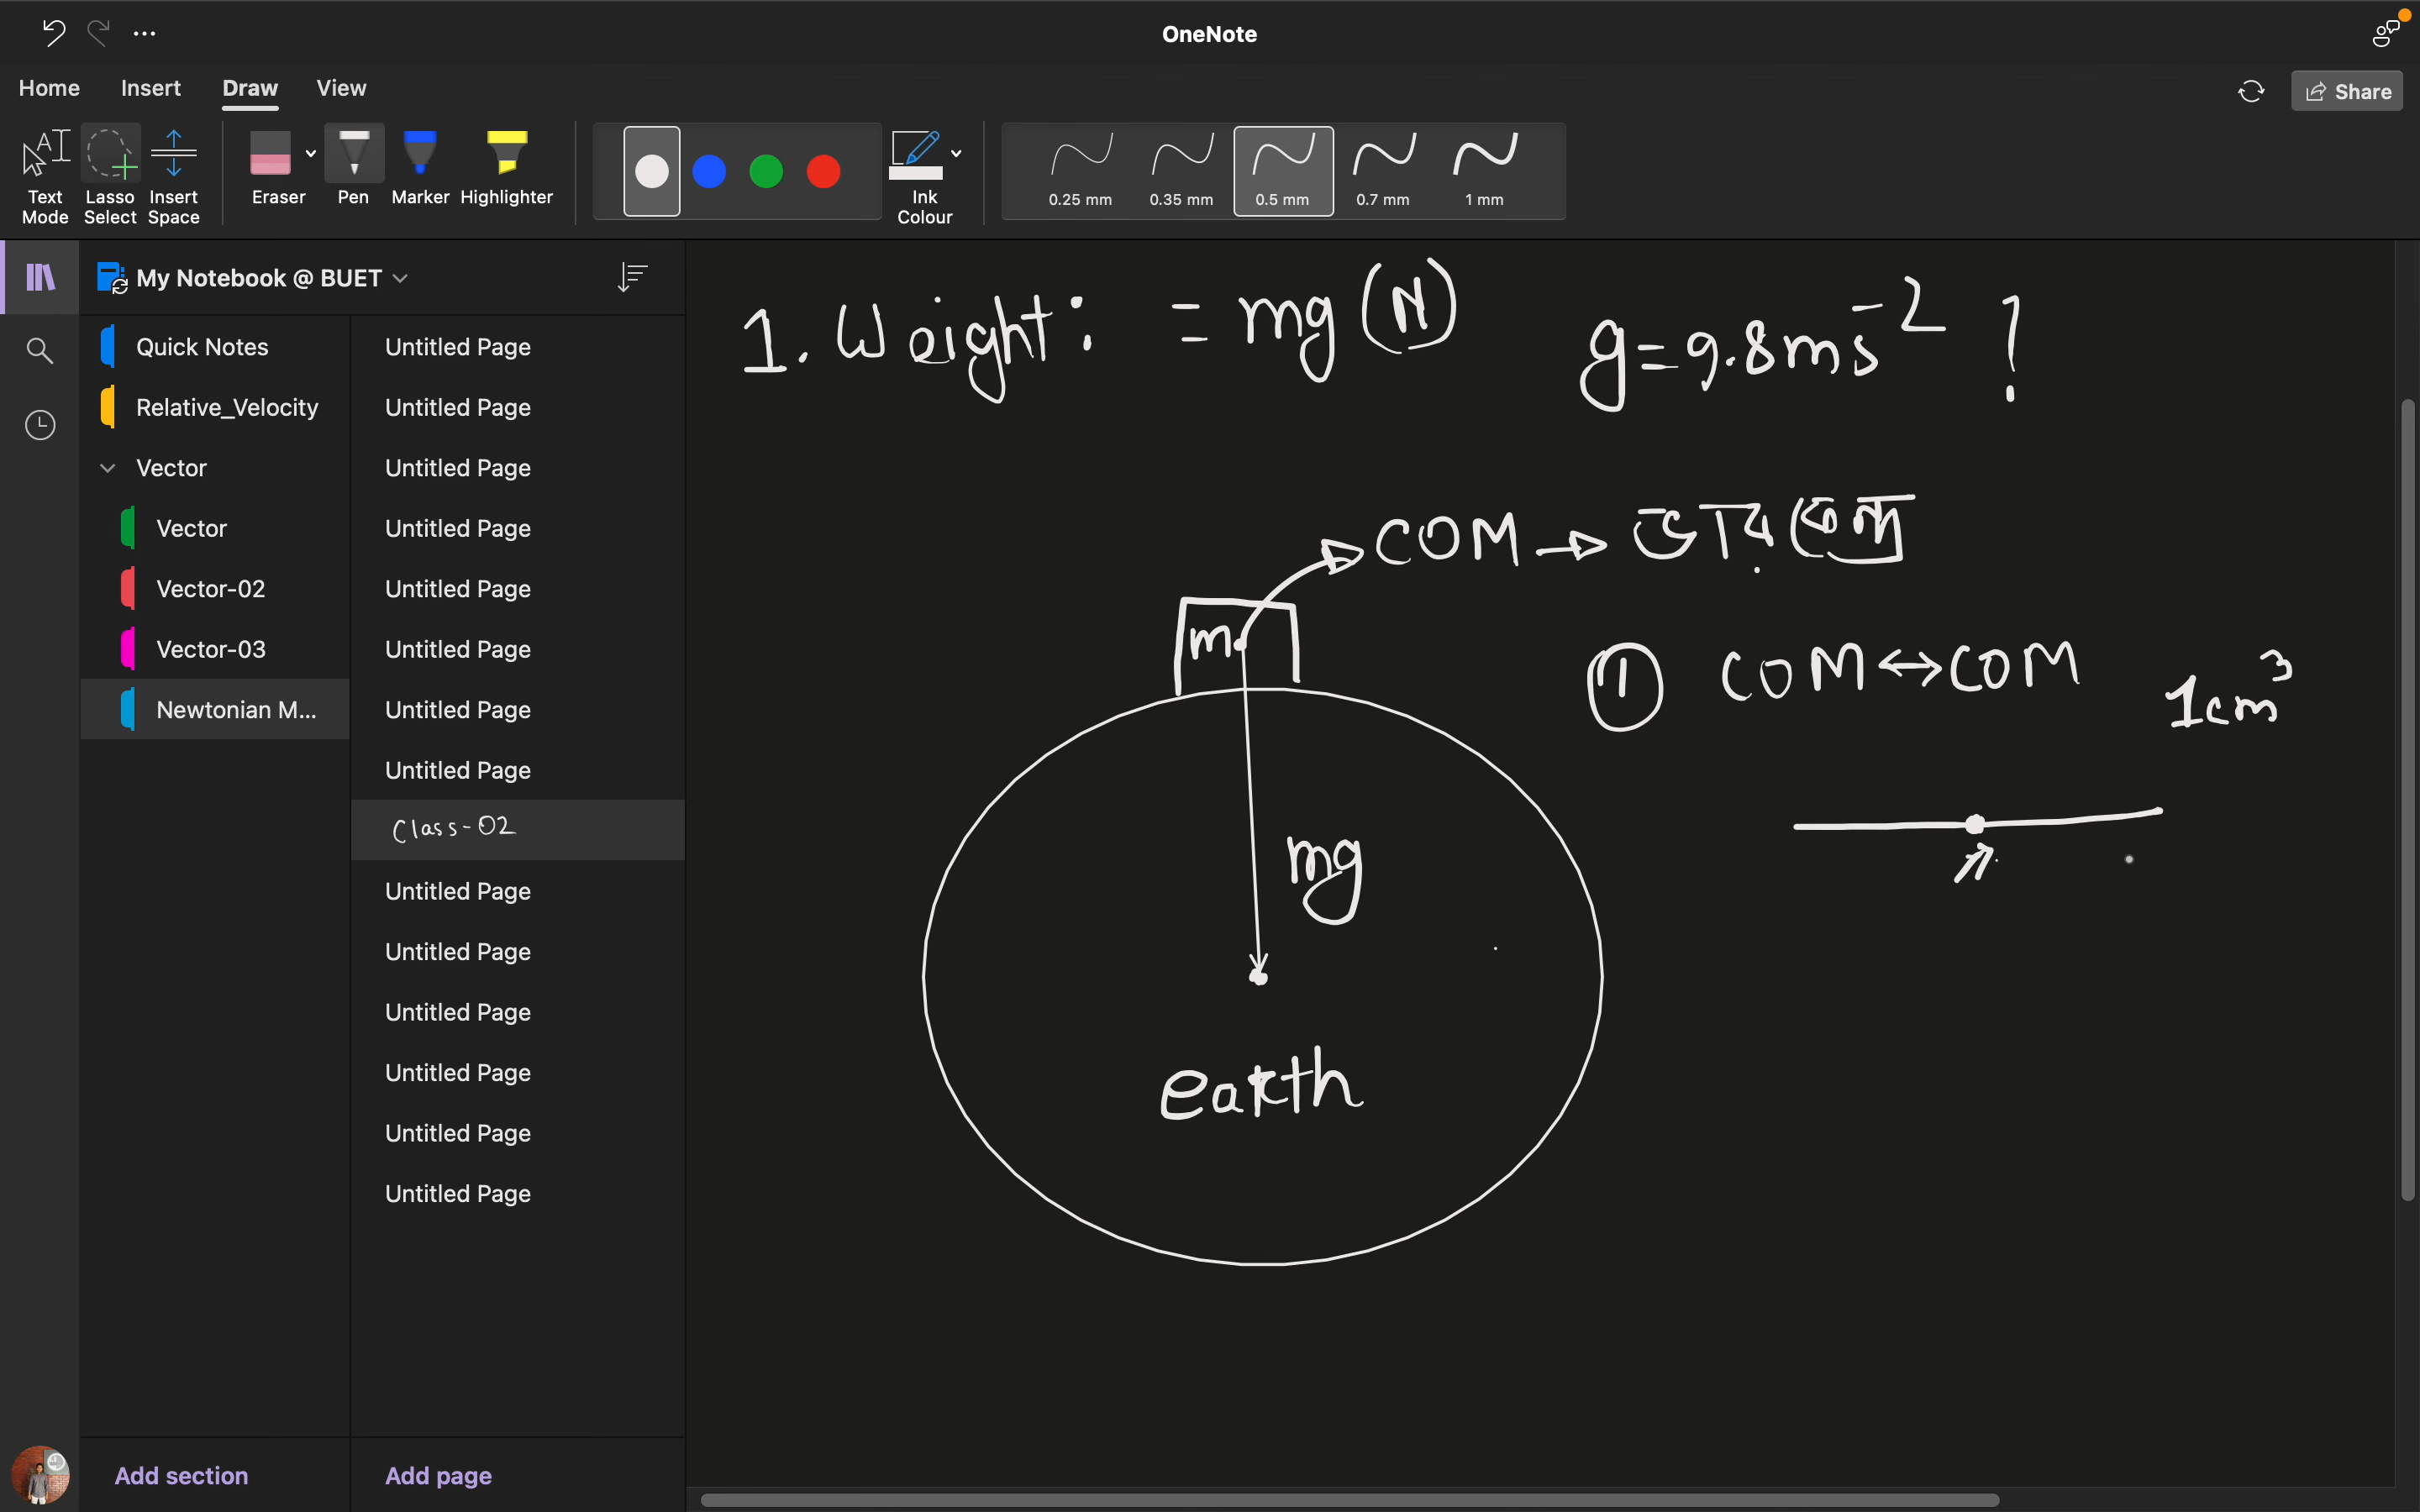 OneNote
Home Insert Draw View
Share
Text Mode
Lasso Select
Insert Space
Eraser
Pen
Marker
Highlighter
Ink Colour
0.25 mm
0.35 mm
0.5 mm
0.7 mm
1 mm
My Notebook @ BUET
Quick Notes
Relative_Velocity
Vector
Vector
Vector-02
Vector-03
Newtonian M...
Add section
Untitled Page
Untitled Page
Untitled Page
Untitled Page
Untitled Page
Untitled Page
Untitled Page
Untitled Page
Class-02
Untitled Page
Untitled Page
Untitled Page
Untitled Page
Untitled Page
Untitled Page
Add page
1. Weight: = mg (N) g = 9.8 ms⁻² !
COM → ভরকেন্দ্র
m
① COM ↔ COM
1cm³
mg
earth